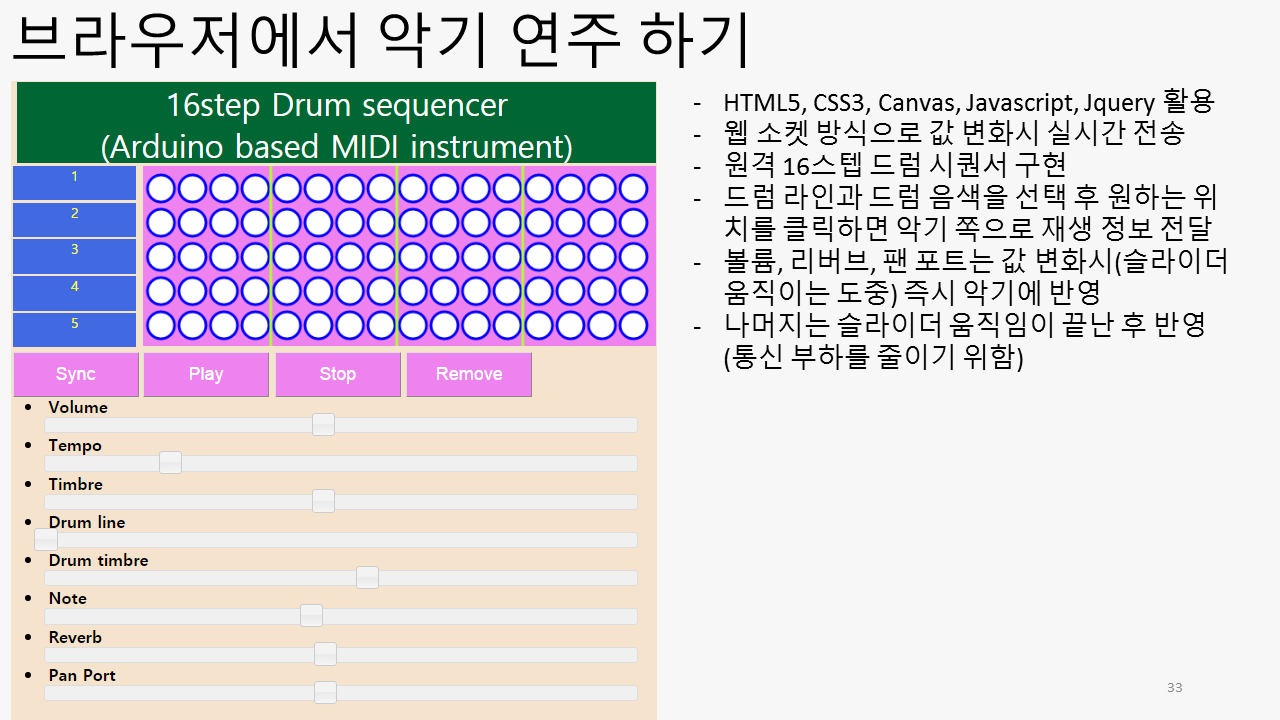 브라우저에서 악기 연주 하기
16step Drum sequencer
(Arduino based MIDI instrument)
1
2
3
4
5
Sync Play Stop Remove
• Volume
• Tempo
• Timbre
• Drum line
• Drum timbre
• Note
• Reverb
• Pan Port
- HTML5, CSS3, Canvas, Javascript, Jquery 활용
- 웹 소켓 방식으로 값 변화시 실시간 전송
- 원격 16스텝 드럼 시퀀서 구현
- 드럼 라인과 드럼 음색을 선택 후 원하는 위
치를 클릭하면 악기 쪽으로 재생 정보 전달
- 볼륨, 리버브, 팬 포트는 값 변화시(슬라이더
움직이는 도중) 즉시 악기에 반영
- 나머지는 슬라이더 움직임이 끝난 후 반영
(통신 부하를 줄이기 위함)
33